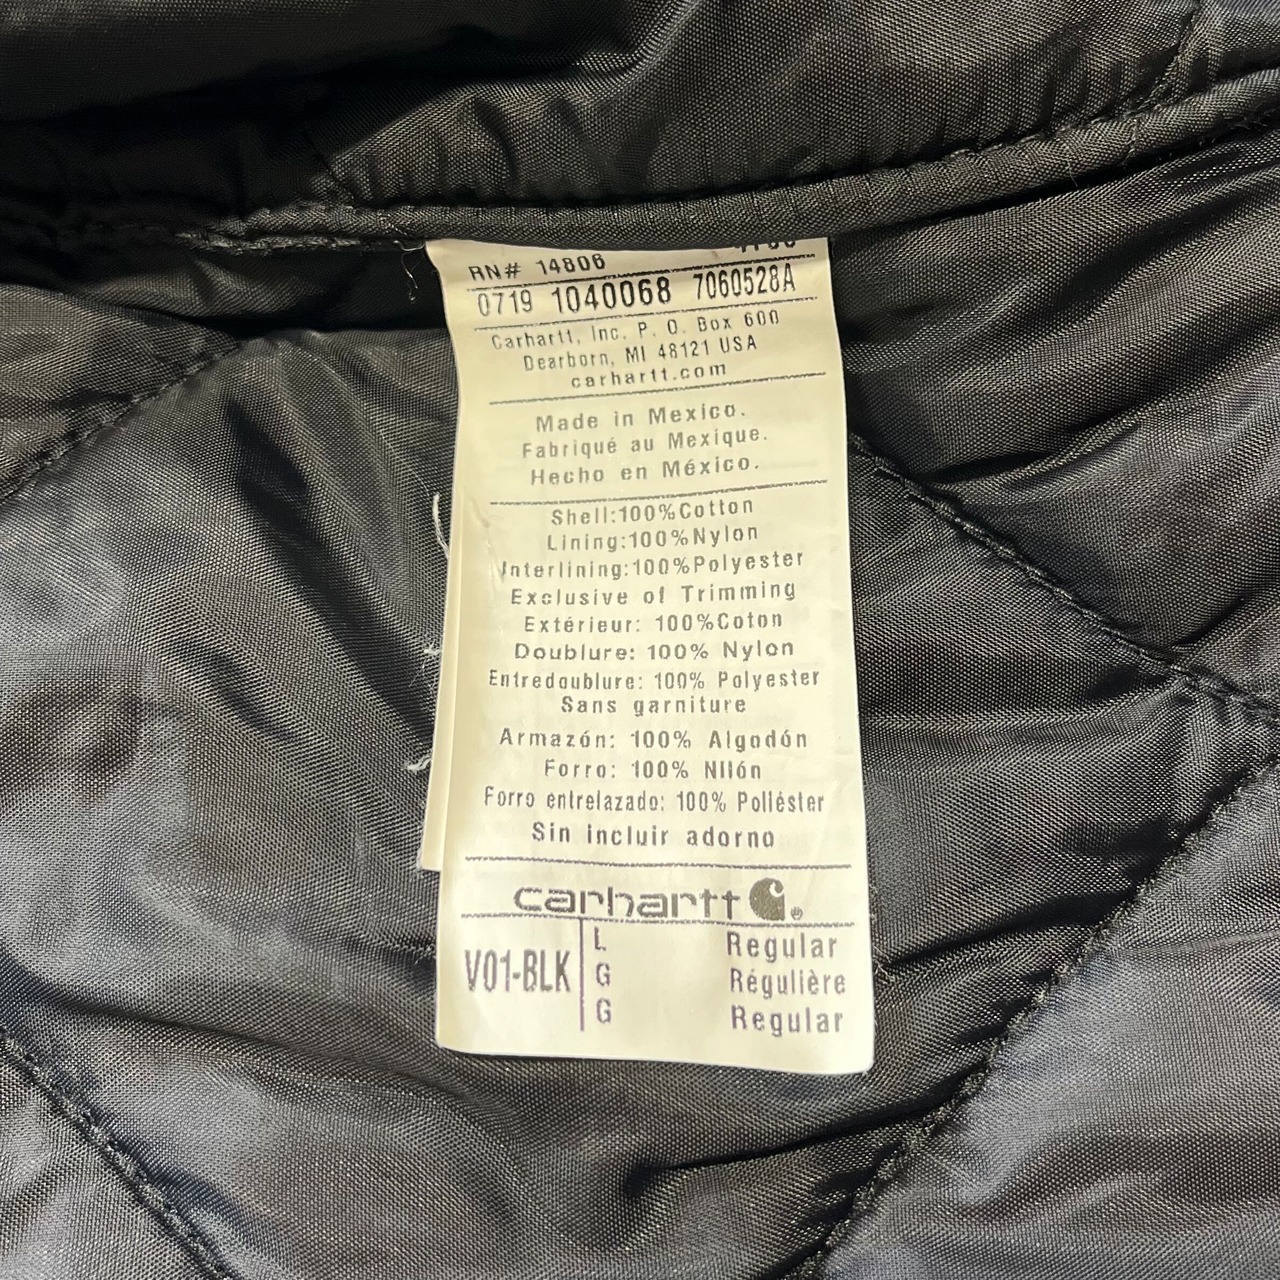 RN# 14806
0719 1040068 7060528A
Carhartt, Inc. P. O. Box 600
Dearborn, MI 48121 USA
carhartt.com
Made in Mexico.
Fabriqué au Mexique.
Hecho en México.
Shell:100%Cotton
Lining:100%Nylon
Interlining:100%Polyester
Exclusive of Trimming
Extérieur: 100%Coton
Doublure: 100% Nylon
Entredoublure: 100% Polyester
Sans garniture
Armazón: 100% Algodón
Forro: 100% Nilón
Forro entrelazado: 100% Poliéster
Sin incluir adorno
carhartt ®
V01-BLK
L Regular
G Régulière
G Regular